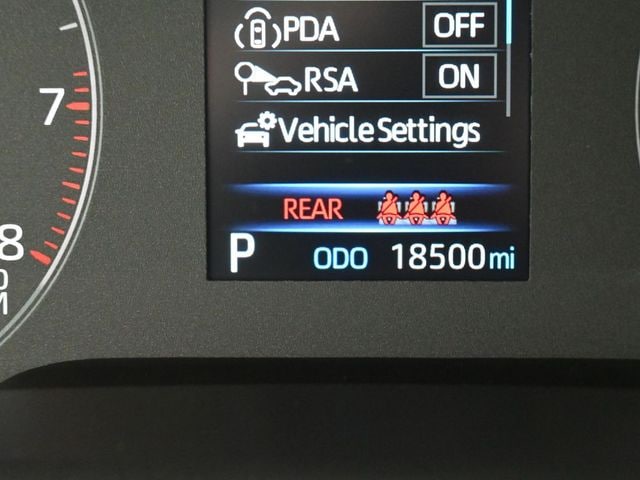 PDA OFF
RSA ON
7
Vehicle Settings
REAR
8
P ODO 18500 mi